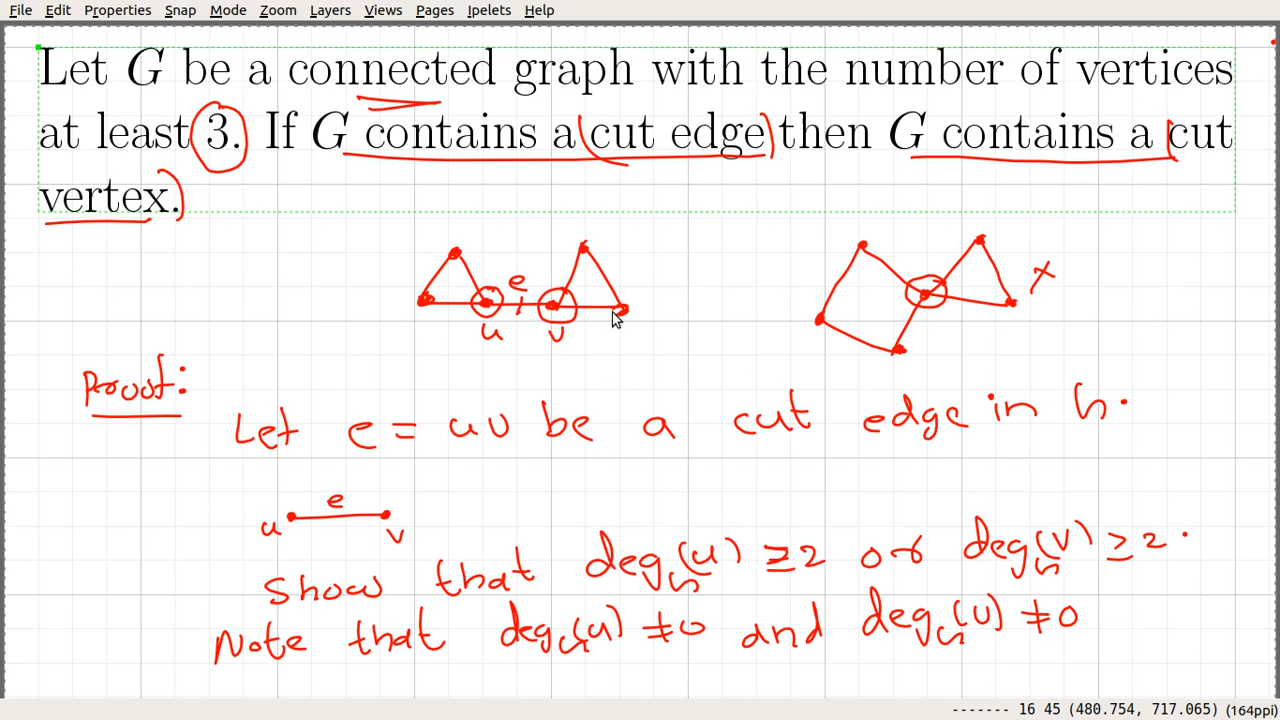 File Edit Properties Snap Mode Zoom Layers Views Pages Ipelets Help
Let G be a connected graph with the number of vertices
at least 3. If G contains a cut edge then G contains a cut
vertex.
e
u v
x
Proof:
Let e = uv be a cut edge in G.
e
u v
Show that deg_G(u) ≥ 2 or deg_G(v) ≥ 2.
Note that deg_G(u) ≠ 0 and deg_G(v) ≠ 0
------- 16 45 (480.754, 717.065) (164ppi)